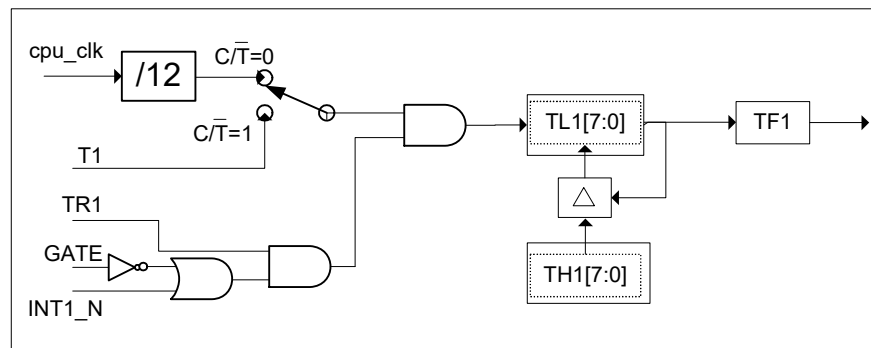 cpu_clk
/12
C/T̅=0
C/T̅=1
T1
TR1
GATE
INT1_N
TL1[7:0]
TF1
△
TH1[7:0]